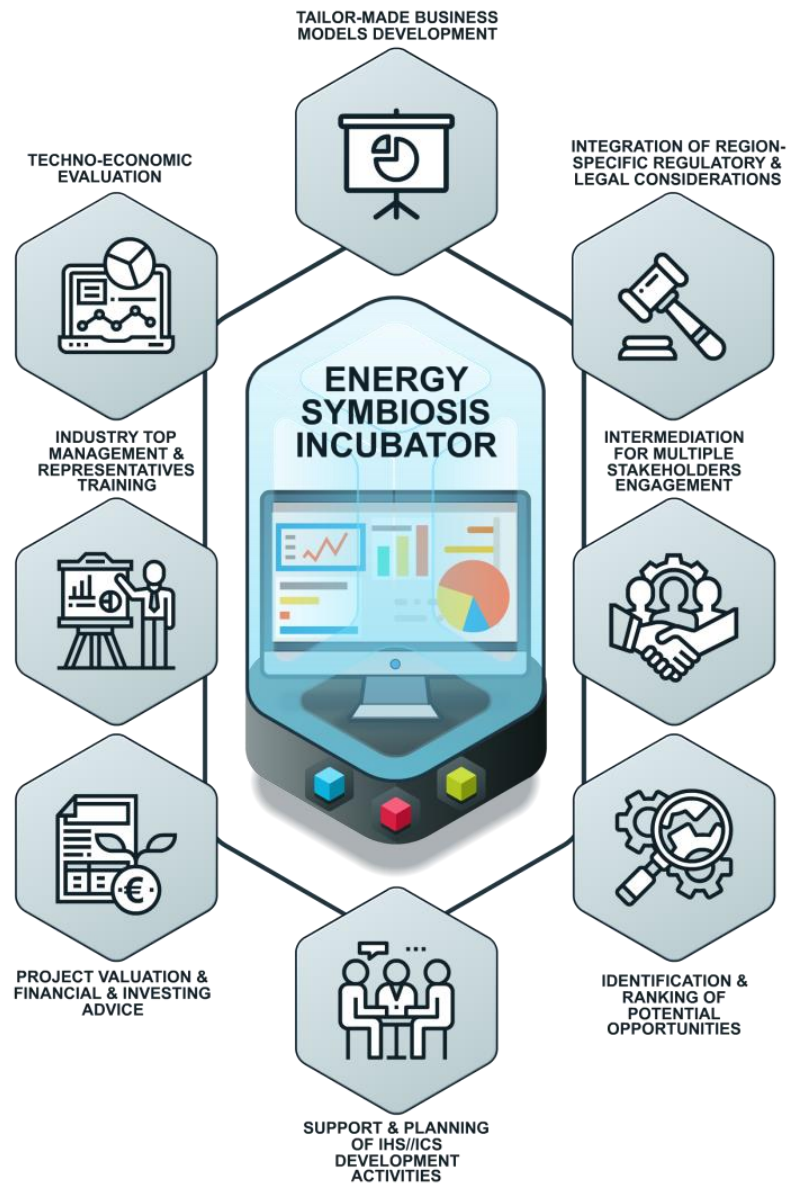 TAILOR-MADE BUSINESS
MODELS DEVELOPMENT
TECHNO-ECONOMIC
EVALUATION
INTEGRATION OF REGION-
SPECIFIC REGULATORY &
LEGAL CONSIDERATIONS
ENERGY
SYMBIOSIS
INCUBATOR
INDUSTRY TOP
MANAGEMENT &
REPRESENTATIVES
TRAINING
INTERMEDIATION
FOR MULTIPLE
STAKEHOLDERS
ENGAGEMENT
€
PROJECT VALUATION &
FINANCIAL & INVESTING
ADVICE
IDENTIFICATION &
RANKING OF
POTENTIAL
OPPORTUNITIES
SUPPORT & PLANNING
OF IHS//ICS
DEVELOPMENT
ACTIVITIES